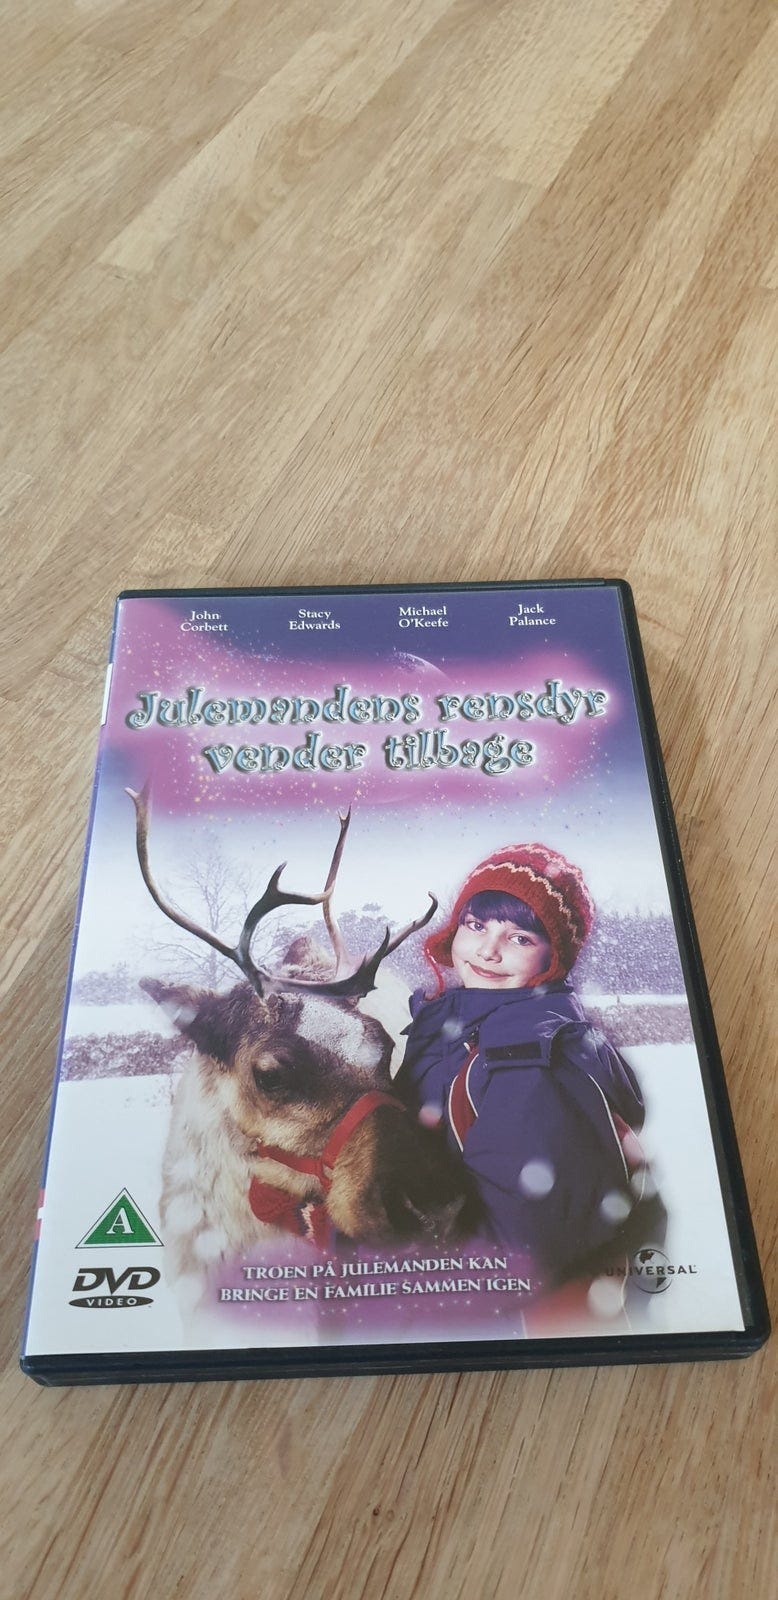 John Corbett
Stacy Edwards
Michael O'Keefe
Jack Palance
Julemandens rensdyr
vender tilbage
A
DVD
VIDEO
TROEN PÅ JULEMANDEN KAN
BRINGE EN FAMILIE SAMMEN IGEN
UNIVERSAL